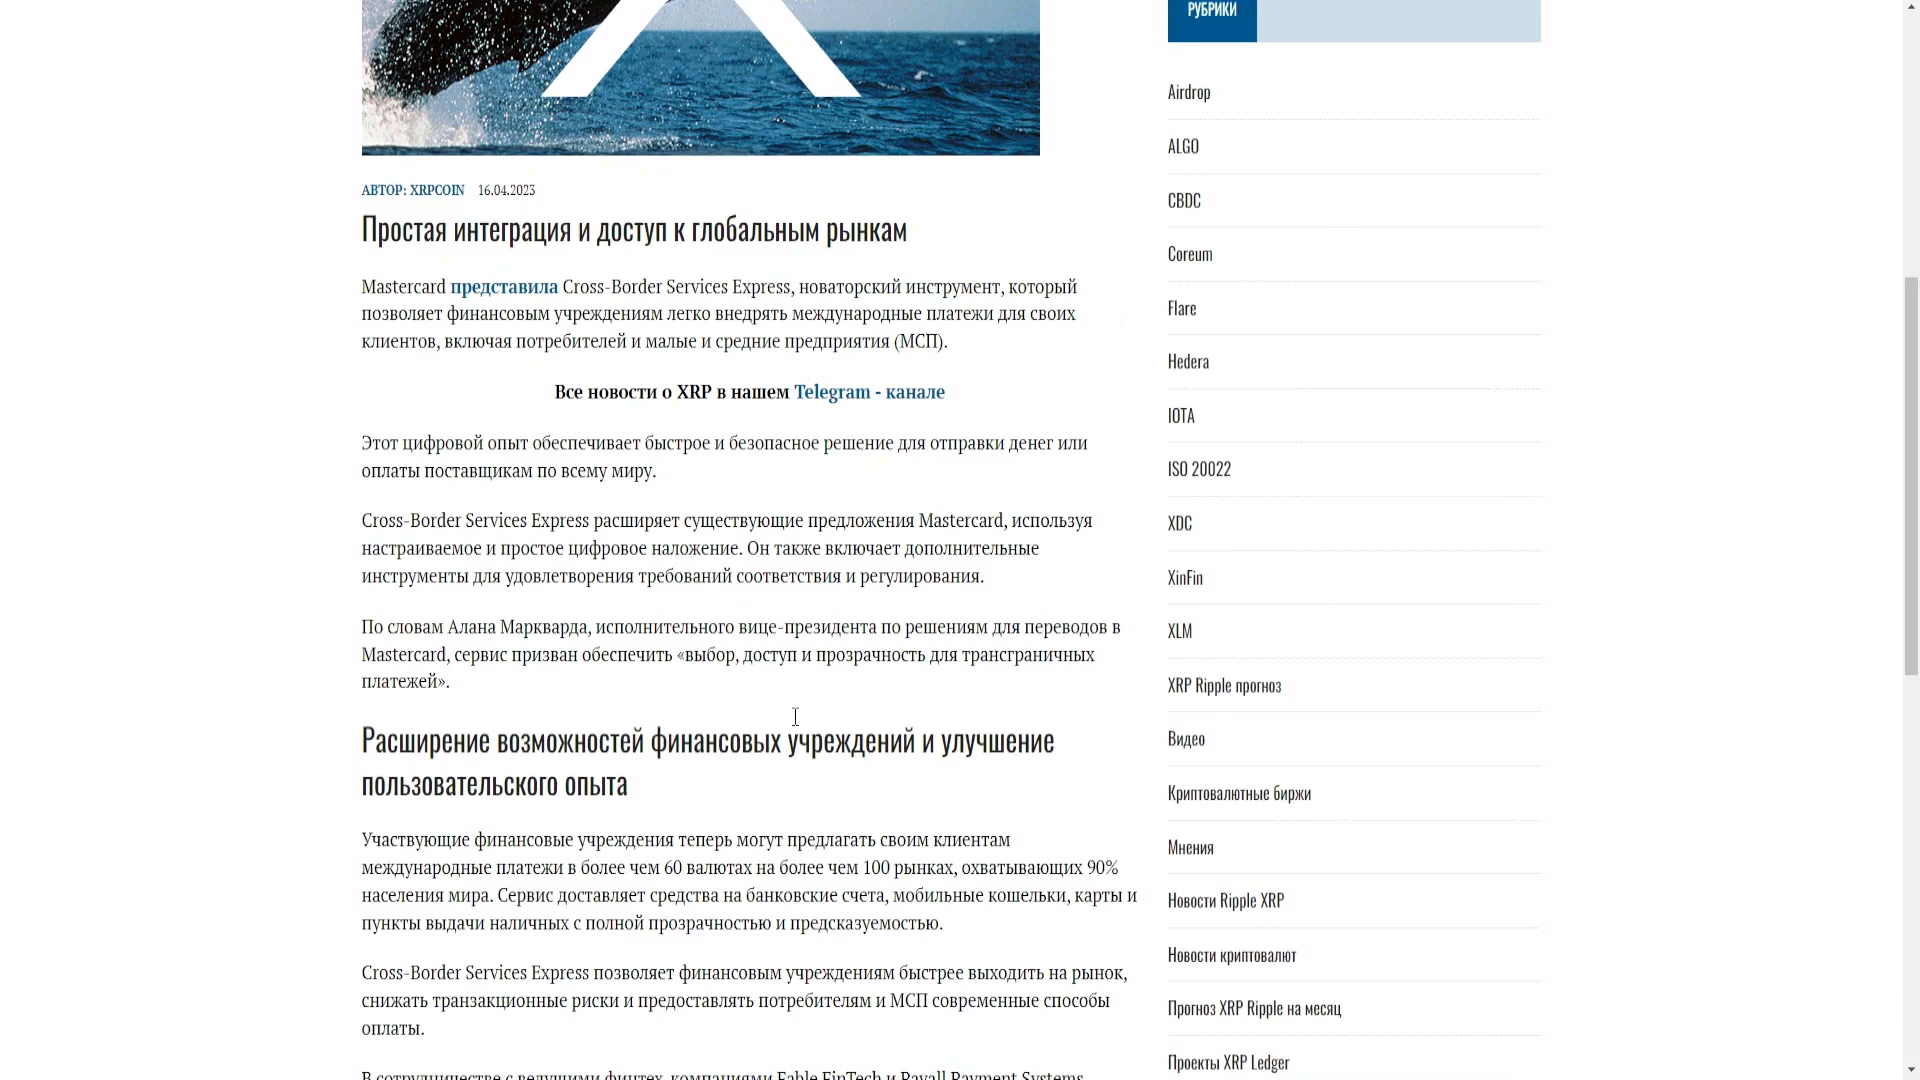 АВТОР: XRPCOIN 16.04.2023
Простая интеграция и доступ к глобальным рынкам
Mastercard представила Cross-Border Services Express, новаторский инструмент, который
позволяет финансовым учреждениям легко внедрять международные платежи для своих
клиентов, включая потребителей и малые и средние предприятия (МСП).
Все новости о XRP в нашем Telegram - канале
Этот цифровой опыт обеспечивает быстрое и безопасное решение для отправки денег или
оплаты поставщикам по всему миру.
Cross-Border Services Express расширяет существующие предложения Mastercard, используя
настраиваемое и простое цифровое наложение. Он также включает дополнительные
инструменты для удовлетворения требований соответствия и регулирования.
По словам Алана Маркварда, исполнительного вице-президента по решениям для переводов в
Mastercard, сервис призван обеспечить «выбор, доступ и прозрачность для трансграничных
платежей».
Расширение возможностей финансовых учреждений и улучшение
пользовательского опыта
Участвующие финансовые учреждения теперь могут предлагать своим клиентам
международные платежи в более чем 60 валютах на более чем 100 рынках, охватывающих 90%
населения мира. Сервис доставляет средства на банковские счета, мобильные кошельки, карты и
пункты выдачи наличных с полной прозрачностью и предсказуемостью.
Cross-Border Services Express позволяет финансовым учреждениям быстрее выходить на рынок,
снижать транзакционные риски и предоставлять потребителям и МСП современные способы
оплаты.
В сотрудничестве с ведущими финтех-компаниями Fable FinTech и Payall Payment Systems
РУБРИКИ
Airdrop
ALGO
CBDC
Coreum
Flare
Hedera
IOTA
ISO 20022
XDC
XinFin
XLM
XRP Ripple прогноз
Видео
Криптовалютные биржи
Мнения
Новости Ripple XRP
Новости криптовалют
Прогноз XRP Ripple на месяц
Проекты XRP Ledger